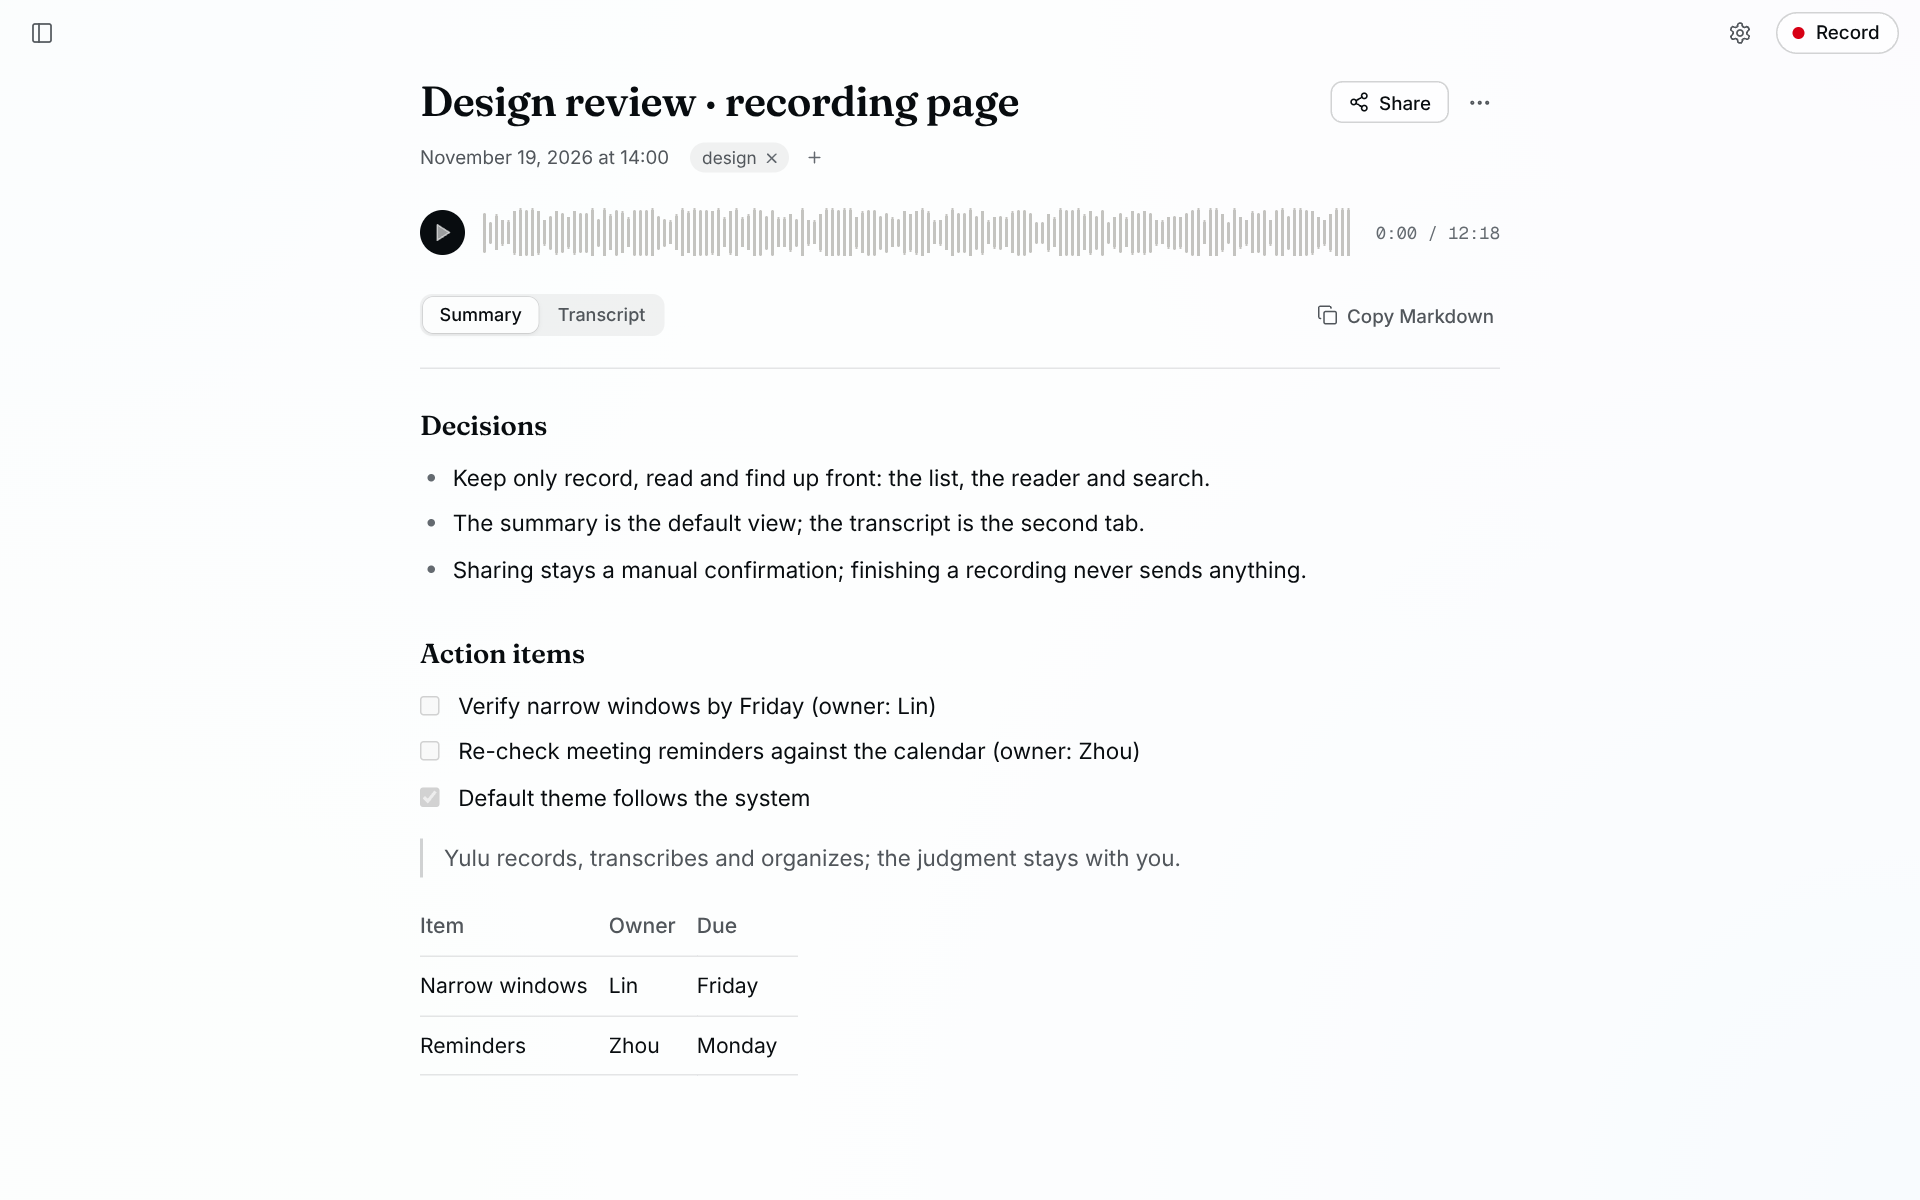 Record
Design review · recording page
Share
November 19, 2026 at 14:00 design
0:00 / 12:18
Summary Transcript
Copy Markdown
Decisions
• Keep only record, read and find up front: the list, the reader and search.
• The summary is the default view; the transcript is the second tab.
• Sharing stays a manual confirmation; finishing a recording never sends anything.
Action items
Verify narrow windows by Friday (owner: Lin)
Re-check meeting reminders against the calendar (owner: Zhou)
Default theme follows the system
Yulu records, transcribes and organizes; the judgment stays with you.
Item Owner Due
Narrow windows Lin Friday
Reminders Zhou Monday